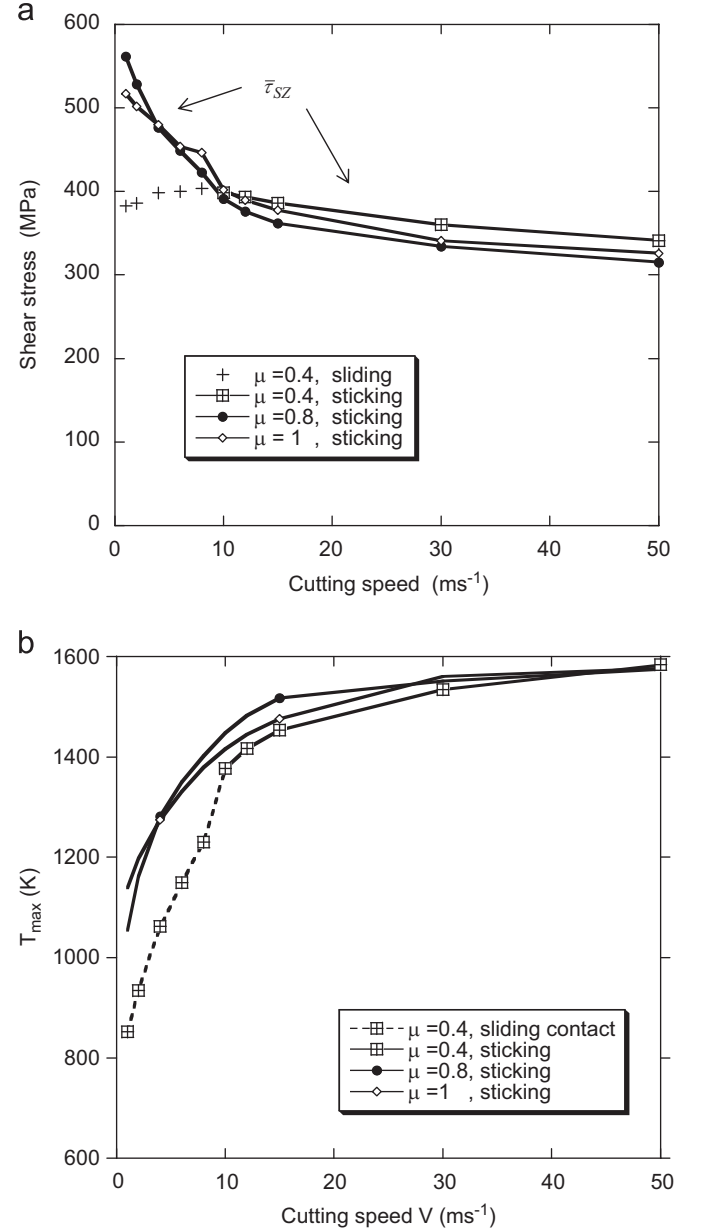 a
600
500
400
300
200
100
0
Shear stress (MPa)
τ̄SZ
μ =0.4, sliding
μ =0.4, sticking
μ =0.8, sticking
μ = 1 , sticking
0 10 20 30 40 50
Cutting speed (ms-1)
b
1600
1400
1200
1000
800
600
Tmax (K)
μ =0.4, sliding contact
μ =0.4, sticking
μ =0.8, sticking
μ =1 , sticking
0 10 20 30 40 50
Cutting speed V (ms-1)